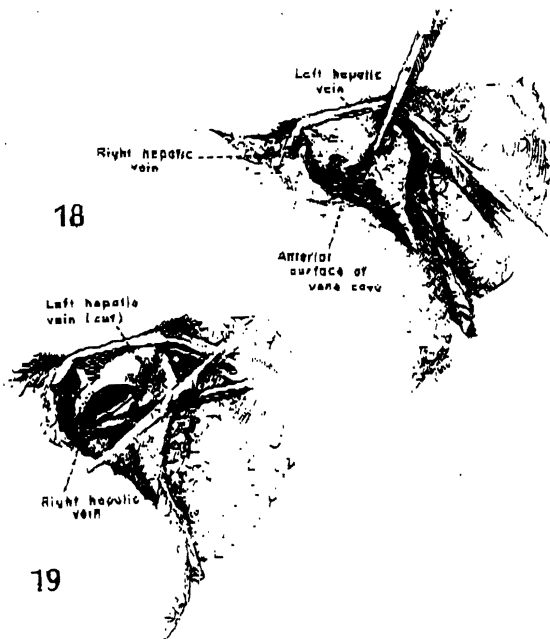 Left hepatic
vein
Right hepatic
vein
18
Anterior
surface of
vena cava
Left hepatic
vein (cut)
Right hepatic
vein
19